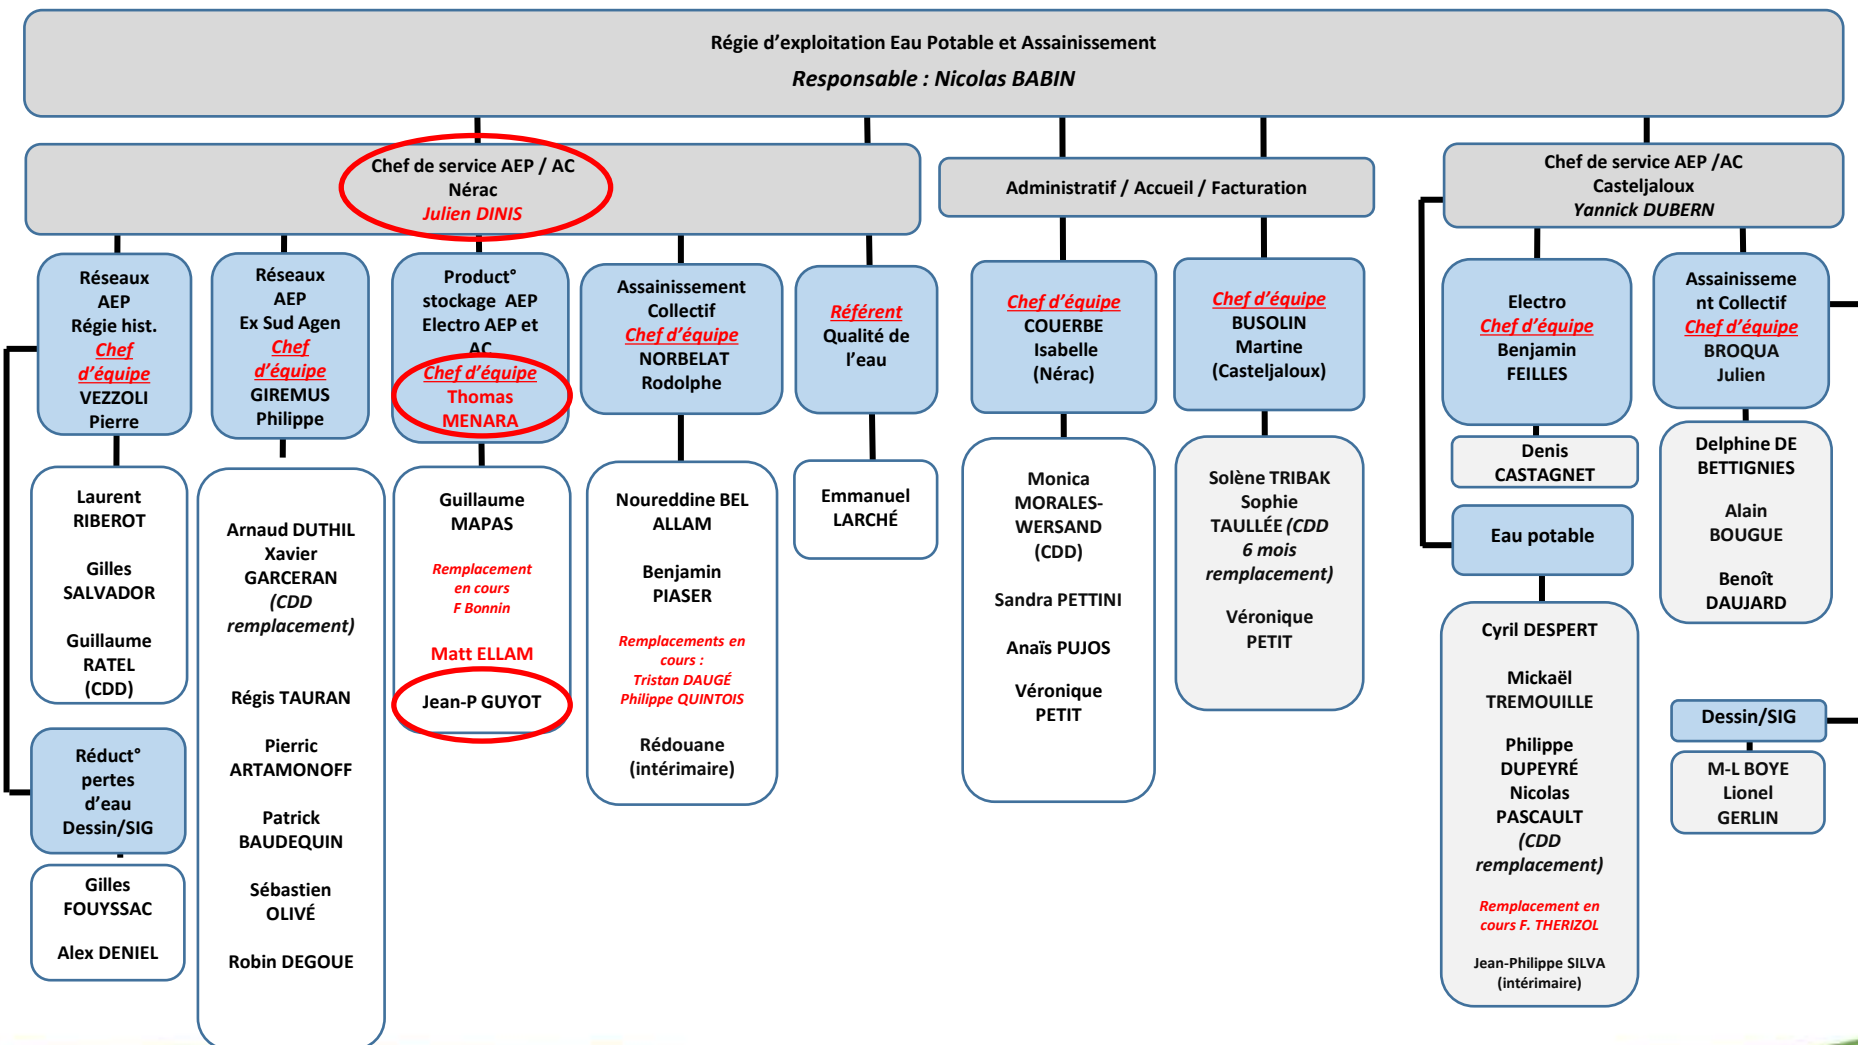 Régie d'exploitation Eau Potable et Assainissement
Responsable : Nicolas BABIN
Chef de service AEP / AC
Nérac
Julien DINIS
Administratif / Accueil / Facturation
Chef de service AEP /AC
Casteljaloux
Yannick DUBERN
Réseaux
AEP
Régie hist.
Chef
d'équipe
VEZZOLI
Pierre
Réseaux
AEP
Ex Sud Agen
Chef
d'équipe
GIREMUS
Philippe
Product°
stockage AEP
Electro AEP et
AC
Chef d'équipe
Thomas
MENARA
Assainissement
Collectif
Chef d'équipe
NORBELAT
Rodolphe
Référent
Qualité de
l'eau
Chef d'équipe
COUERBE
Isabelle
(Nérac)
Chef d'équipe
BUSOLIN
Martine
(Casteljaloux)
Electro
Chef d'équipe
Benjamin
FEILLES
Assainisseme
nt Collectif
Chef d'équipe
BROQUA
Julien
Laurent
RIBEROT
Gilles
SALVADOR
Guillaume
RATEL
(CDD)
Réduct°
pertes
d'eau
Dessin/SIG
Gilles
FOUYSSAC
Alex DENIEL
Arnaud DUTHIL
Xavier
GARCERAN
(CDD
remplacement)
Régis TAURAN
Pierric
ARTAMONOFF
Patrick
BAUDEQUIN
Sébastien
OLIVÉ
Robin DEGOUE
Guillaume
MAPAS
Remplacement
en cours
F Bonnin
Matt ELLAM
Jean-P GUYOT
Noureddine BEL
ALLAM
Benjamin
PIASER
Remplacements en
cours :
Tristan DAUGÉ
Philippe QUINTOIS
Rédouane
(intérimaire)
Emmanuel
LARCHÉ
Monica
MORALES-
WERSAND
(CDD)
Sandra PETTINI
Anaïs PUJOS
Véronique
PETIT
Solène TRIBAK
Sophie
TAULLÉE (CDD
6 mois
remplacement)
Véronique
PETIT
Denis
CASTAGNET
Eau potable
Cyril DESPERT
Mickaël
TREMOUILLE
Philippe
DUPEYRÉ
Nicolas
PASCAULT
(CDD
remplacement)
Remplacement en
cours F. THERIZOL
Jean-Philippe SILVA
(intérimaire)
Delphine DE
BETTIGNIES
Alain
BOUGUE
Benoît
DAUJARD
Dessin/SIG
M-L BOYE
Lionel
GERLIN